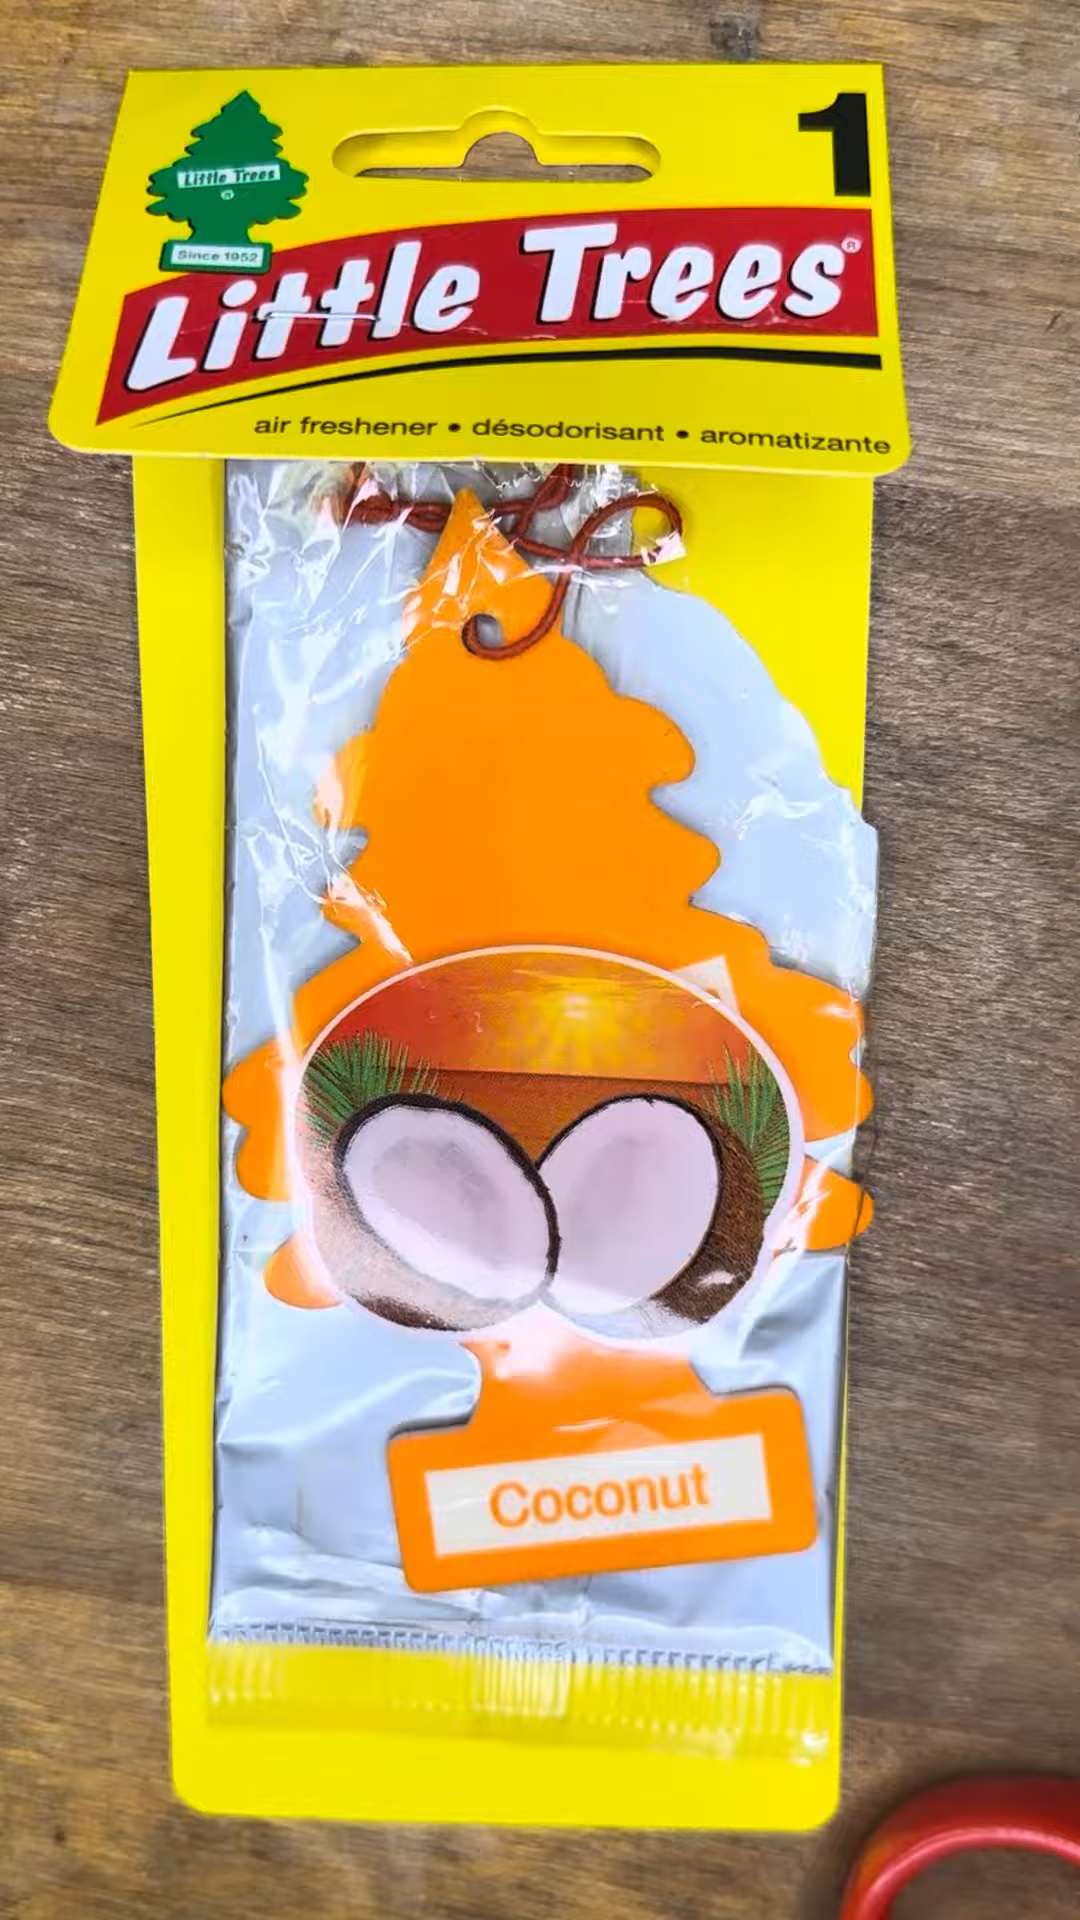 1
Little Trees
®
Since 1952
Little Trees®
air freshener • désodorisant • aromatizante
Coconut